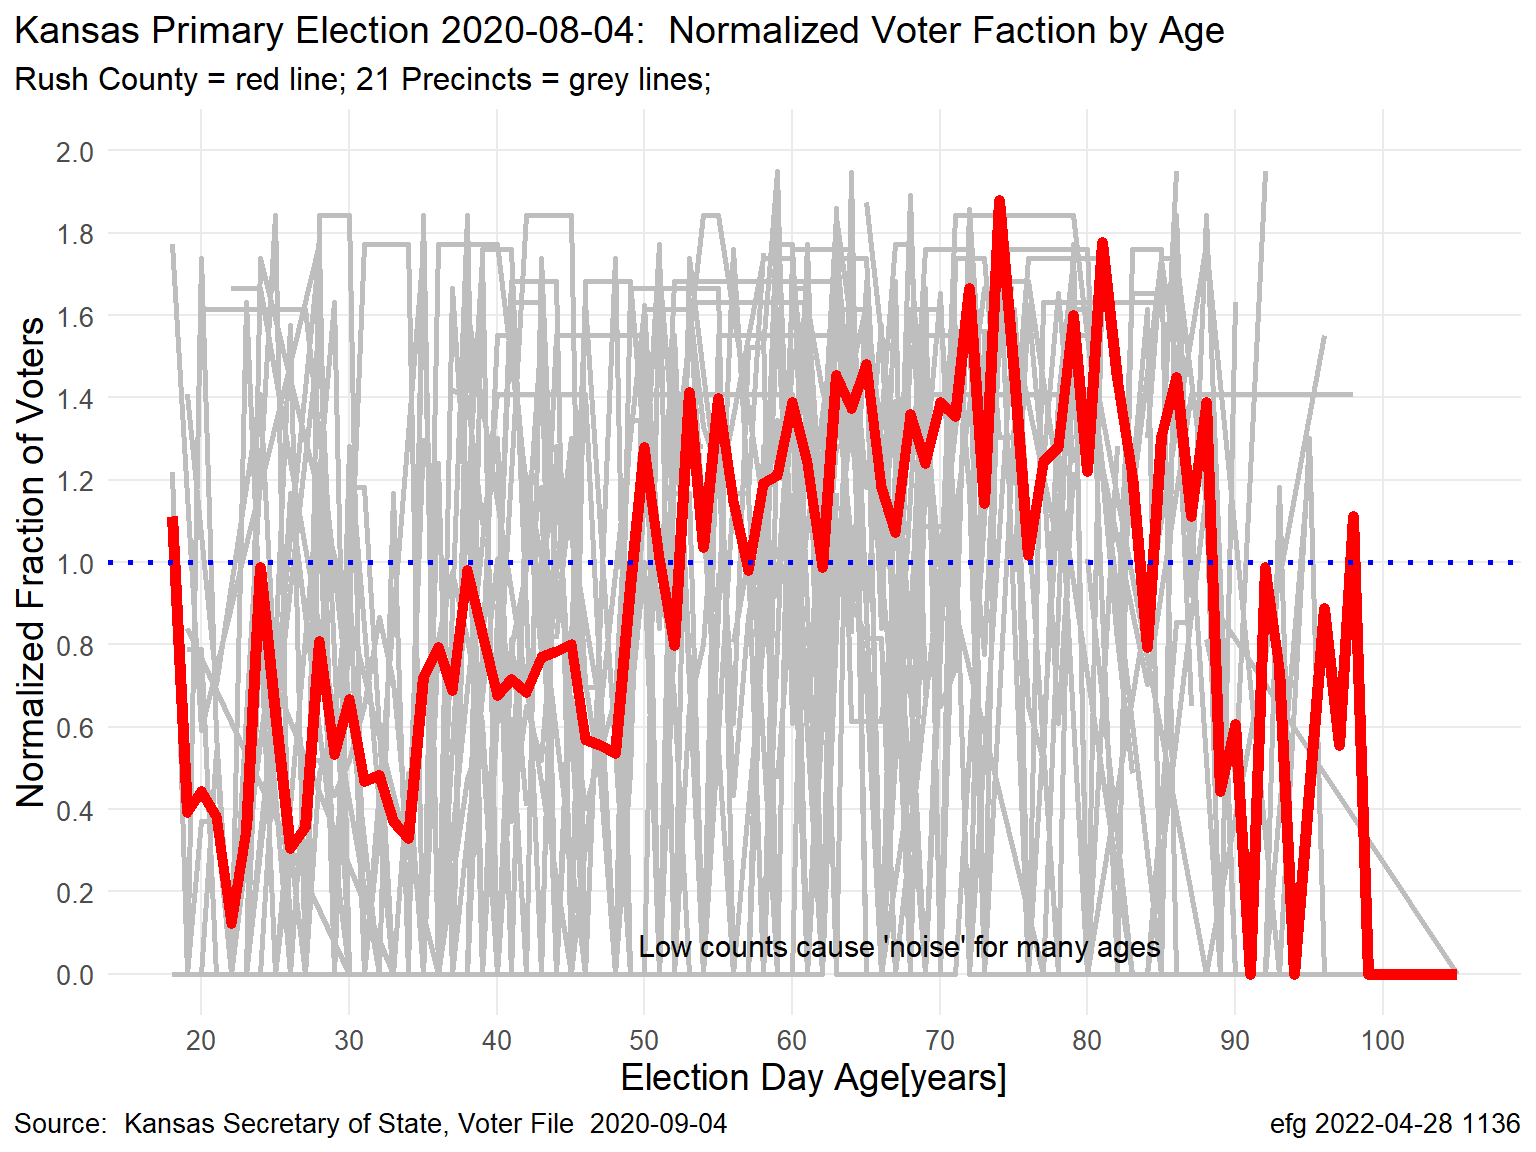 Kansas Primary Election 2020-08-04:  Normalized Voter Faction by Age
Rush County = red line; 21 Precincts = grey lines;
Normalized Fraction of Voters
2.0
1.8
1.6
1.4
1.2
1.0
0.8
0.6
0.4
0.2
0.0
Low counts cause 'noise' for many ages
20 30 40 50 60 70 80 90 100
Election Day Age[years]
Source:  Kansas Secretary of State, Voter File  2020-09-04
efg 2022-04-28 1136